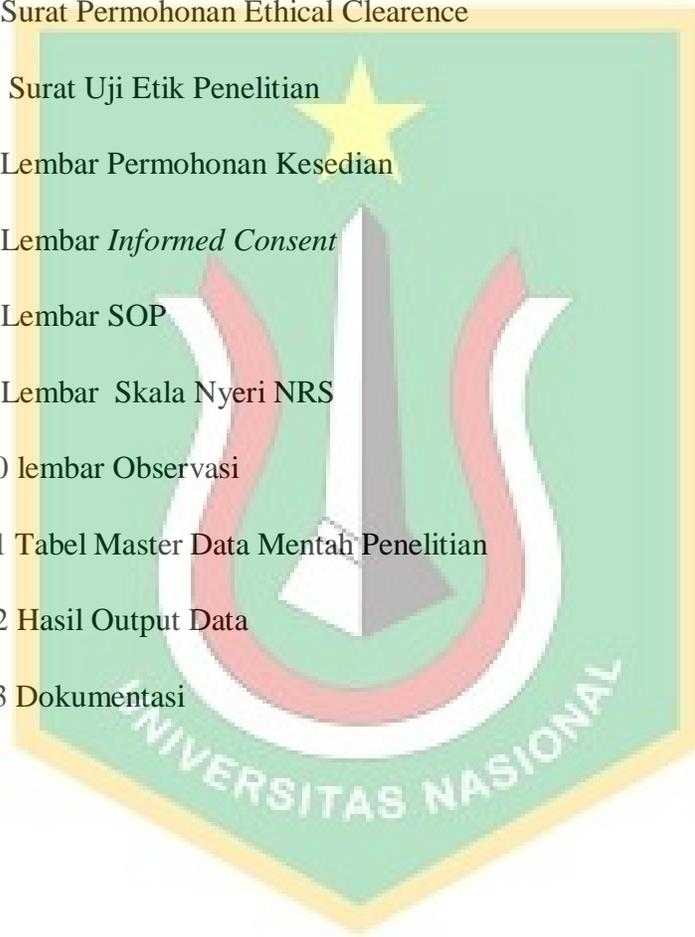 Surat Permohonan Ethical Clearence
Surat Uji Etik Penelitian
Lembar Permohonan Kesedian
Lembar Informed Consent
Lembar SOP
Lembar Skala Nyeri NRS
0 lembar Observasi
1 Tabel Master Data Mentah Penelitian
2 Hasil Output Data
3 Dokumentasi
UNIVERSITAS NASIONAL